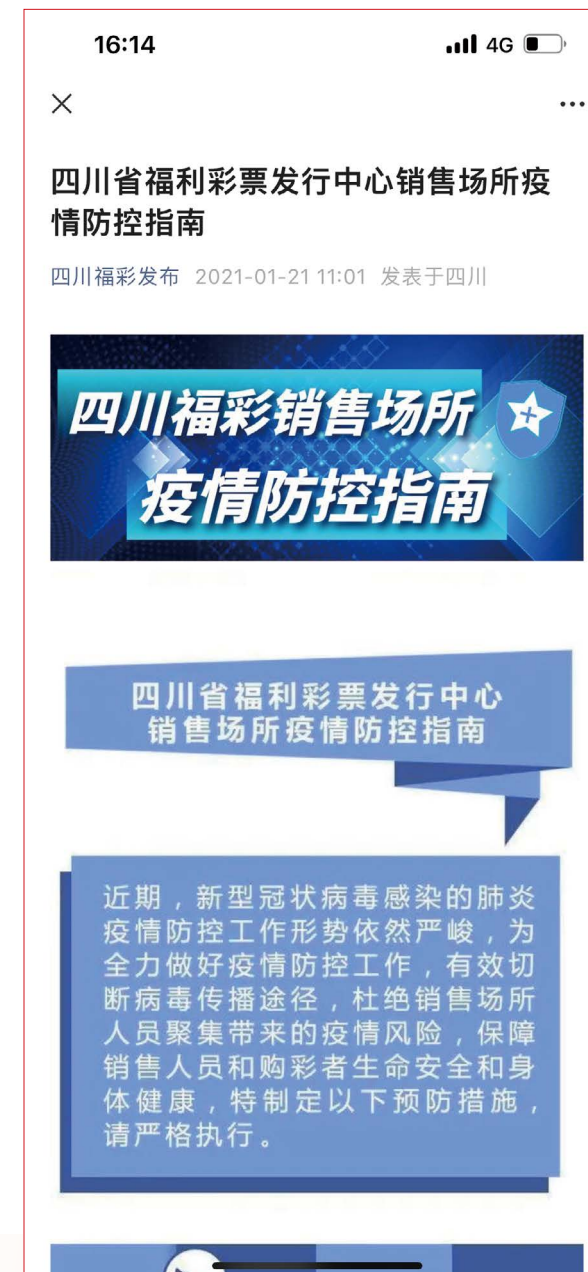 16:14
4G
四川省福利彩票发行中心销售场所疫
情防控指南
四川福彩发布 2021-01-21 11:01 发表于四川
四川福彩销售场所
疫情防控指南
四川省福利彩票发行中心
销售场所疫情防控指南
近期，新型冠状病毒感染的肺炎
疫情防控工作形势依然严峻，为
全力做好疫情防控工作，有效切
断病毒传播途径，杜绝销售场所
人员聚集带来的疫情风险，保障
销售人员和购彩者生命安全和身
体健康，特制定以下预防措施，
请严格执行。